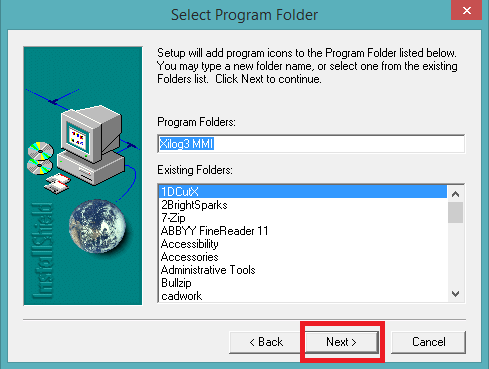 Select Program Folder
Setup will add program icons to the Program Folder listed below.
You may type a new folder name, or select one from the existing
Folders list. Click Next to continue.
Program Folders:
Xilog3 MMI
Existing Folders:
1DCutX
2BrightSparks
7-Zip
ABBYY FineReader 11
Accessibility
Accessories
Administrative Tools
Bullzip
cadwork
InstallShield
< Back
Next >
Cancel